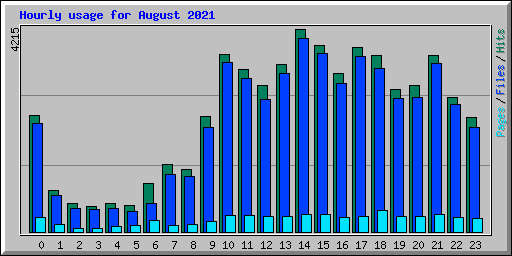 Hourly usage for August 2021
4215
Pages/Files/Hits
0 1 2 3 4 5 6 7 8 9 10 11 12 13 14 15 16 17 18 19 20 21 22 23